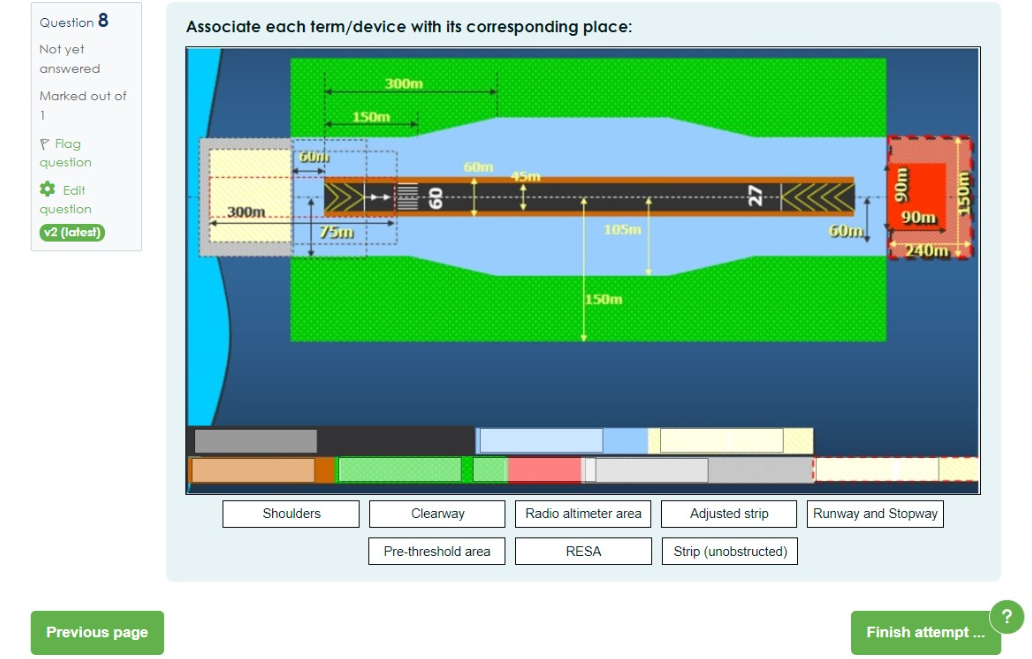 Question 8
Not yet
answered
Marked out of
1
Flag
question
Edit
question
v2 (latest)
Associate each term/device with its corresponding place:
300m
150m
60m
60m
45m
09
27
300m
75m
105m
60m
150m
90m
90m
150m
240m
Shoulders
Clearway
Radio altimeter area
Adjusted strip
Runway and Stopway
Pre-threshold area
RESA
Strip (unobstructed)
Previous page
Finish attempt ...
?